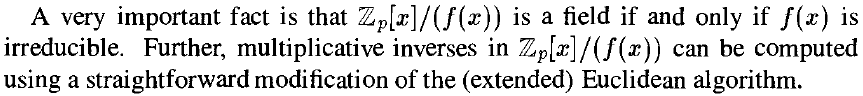 A very important fact is that ℤₚ[x]/(f(x)) is a field if and only if f(x) is
irreducible. Further, multiplicative inverses in ℤₚ[x]/(f(x)) can be computed
using a straightforward modification of the (extended) Euclidean algorithm.